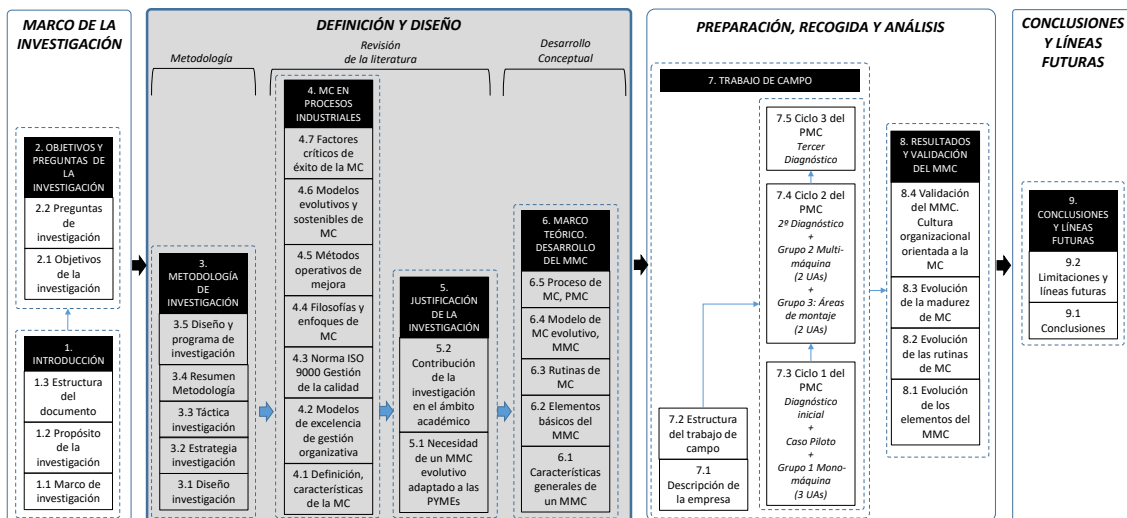 MARCO DE LA
INVESTIGACIÓN
2. OBJETIVOS Y
PREGUNTAS DE
LA
INVESTIGACIÓN
2.2 Preguntas
de
investigación
2.1 Objetivos
de la
investigación
1.
INTRODUCCIÓN
1.3 Estructura
del
documento
1.2 Propósito
de la
investigación
1.1 Marco de
investigación
DEFINICIÓN Y DISEÑO
Metodología
Revisión
de la literatura
Desarrollo
Conceptual
3.
METODOLOGÍA
DE
INVESTIGACIÓN
3.5 Diseño y
programa de
investigación
3.4 Resumen
Metodología
3.3 Táctica
investigación
3.2 Estrategia
investigación
3.1 Diseño
investigación
4. MC EN
PROCESOS
INDUSTRIALES
4.7 Factores
críticos de
éxito de la MC
4.6 Modelos
evolutivos y
sostenibles de
MC
4.5 Métodos
operativos de
mejora
4.4 Filosofías y
enfoques de
MC
4.3 Norma ISO
9000 Gestión
de la calidad
4.2 Modelos
de excelencia
de gestión
organizativa
4.1 Definición,
características
de la MC
5.
JUSTIFICACIÓN
DE LA
INVESTIGACIÓN
5.2
Contribución
de la
investigación
en el ámbito
académico
5.1 Necesidad
de un MMC
evolutivo
adaptado a las
PYMEs
6. MARCO
TEÓRICO.
DESARROLLO
DEL MMC
6.5 Proceso de
MC, PMC
6.4 Modelo de
MC evolutivo,
MMC
6.3 Rutinas de
MC
6.2 Elementos
básicos del
MMC
6.1
Características
generales de
un MMC
PREPARACIÓN, RECOGIDA Y ANÁLISIS
7. TRABAJO DE CAMPO
7.2 Estructura
del trabajo de
campo
7.1
Descripción de
la empresa
7.5 Ciclo 3 del
PMC
Tercer
Diagnóstico
7.4 Ciclo 2 del
PMC
2º Diagnóstico
+
Grupo 2 Multi-
máquina
(2 UAs)
+
Grupo 3: Áreas
de montaje
(2 UAs)
7.3 Ciclo 1 del
PMC
Diagnóstico
inicial
+
Caso Piloto
+
Grupo 1 Mono-
máquina
(3 UAs)
8. RESULTADOS
Y VALIDACIÓN
DEL MMC
8.4 Validación
del MMC.
Cultura
organizacional
orientada a la
MC
8.3 Evolución
de la madurez
de MC
8.2 Evolución
de las rutinas
de MC
8.1 Evolución
de los
elementos del
MMC
CONCLUSIONES
Y LÍNEAS
FUTURAS
9.
CONCLUSIONES
Y LÍNEAS
FUTURAS
9.2
Limitaciones y
líneas futuras
9.1
Conclusiones